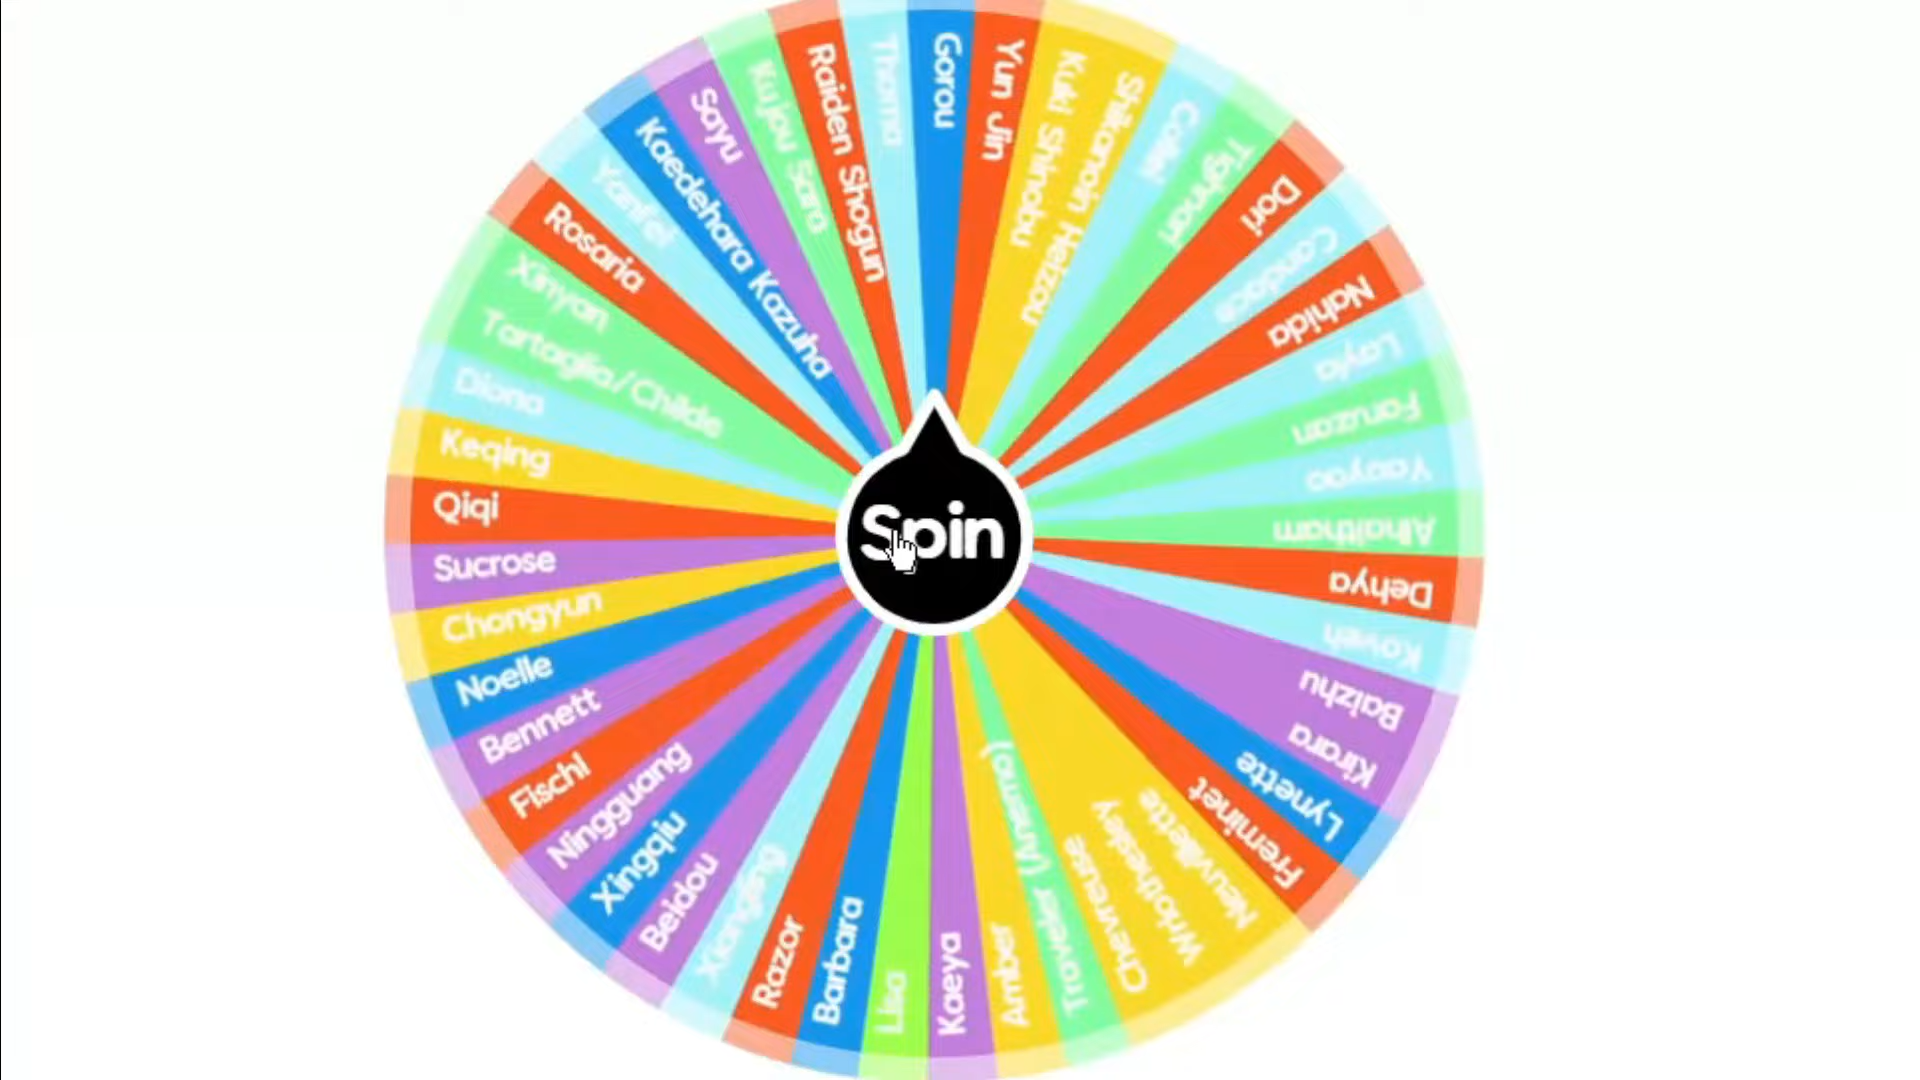 Gorou
Yun Jin
Kuki Shinobu
Shikanoin Heizou
Collei
Tighnari
Dori
Candace
Nahida
Layla
Faruzan
Yaoyao
Alhaitham
Dehya
Kaveh
Baizhu
Kirara
Lynette
Freminet
Neuvillette
Wriothesley
Chevreuse
Traveler (Anemo)
Amber
Kaeya
Lisa
Barbara
Razor
Xiangling
Beidou
Xingqiu
Ningguang
Fischl
Bennett
Noelle
Chongyun
Sucrose
Qiqi
Keqing
Diona
Tartaglia/Childe
Xinyan
Rosaria
Yanfei
Kaedehara Kazuha
Sayu
Kujou Sara
Raiden Shogun
Thoma
Spin